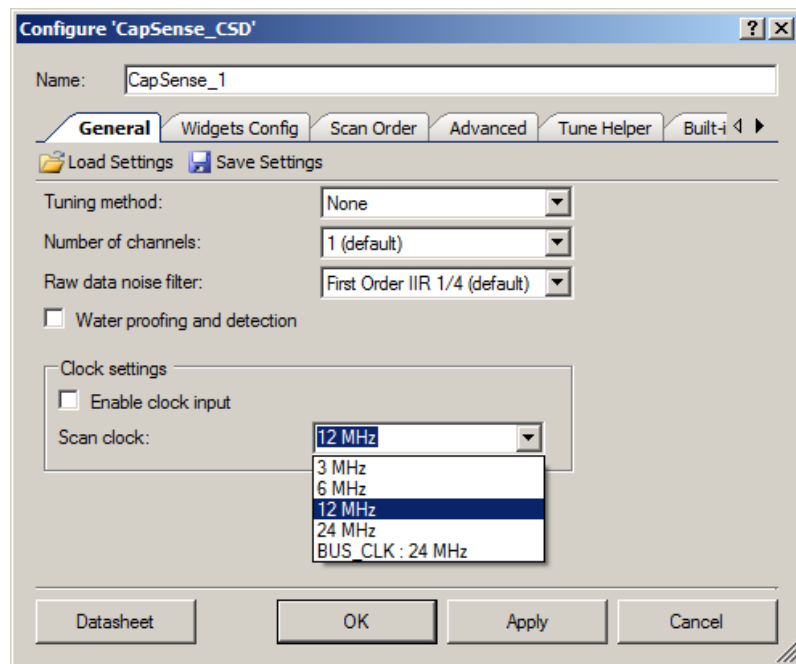 Configure 'CapSense_CSD'
Name: CapSense_1
General Widgets Config Scan Order Advanced Tune Helper Built-i
Load Settings Save Settings
Tuning method: None
Number of channels: 1 (default)
Raw data noise filter: First Order IIR 1/4 (default)
Water proofing and detection
Clock settings
Enable clock input
Scan clock: 12 MHz
3 MHz
6 MHz
12 MHz
24 MHz
BUS_CLK : 24 MHz
Datasheet OK Apply Cancel